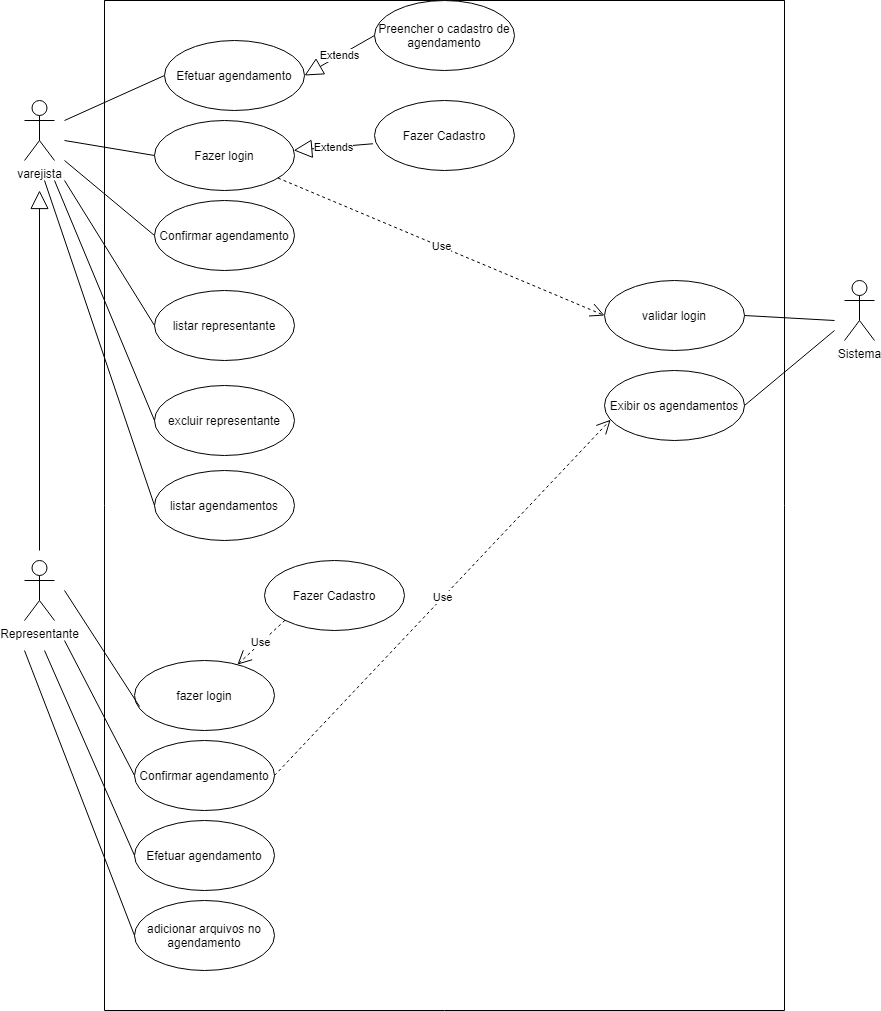 Preencher o cadastro de
agendamento
Extends
Efetuar agendamento
Fazer Cadastro
Extends
Fazer login
varejista
Confirmar agendamento
Use
validar login
listar representante
Sistema
Exibir os agendamentos
excluir representante
listar agendamentos
Fazer Cadastro
Use
Representante
Use
fazer login
Confirmar agendamento
Efetuar agendamento
adicionar arquivos no
agendamento